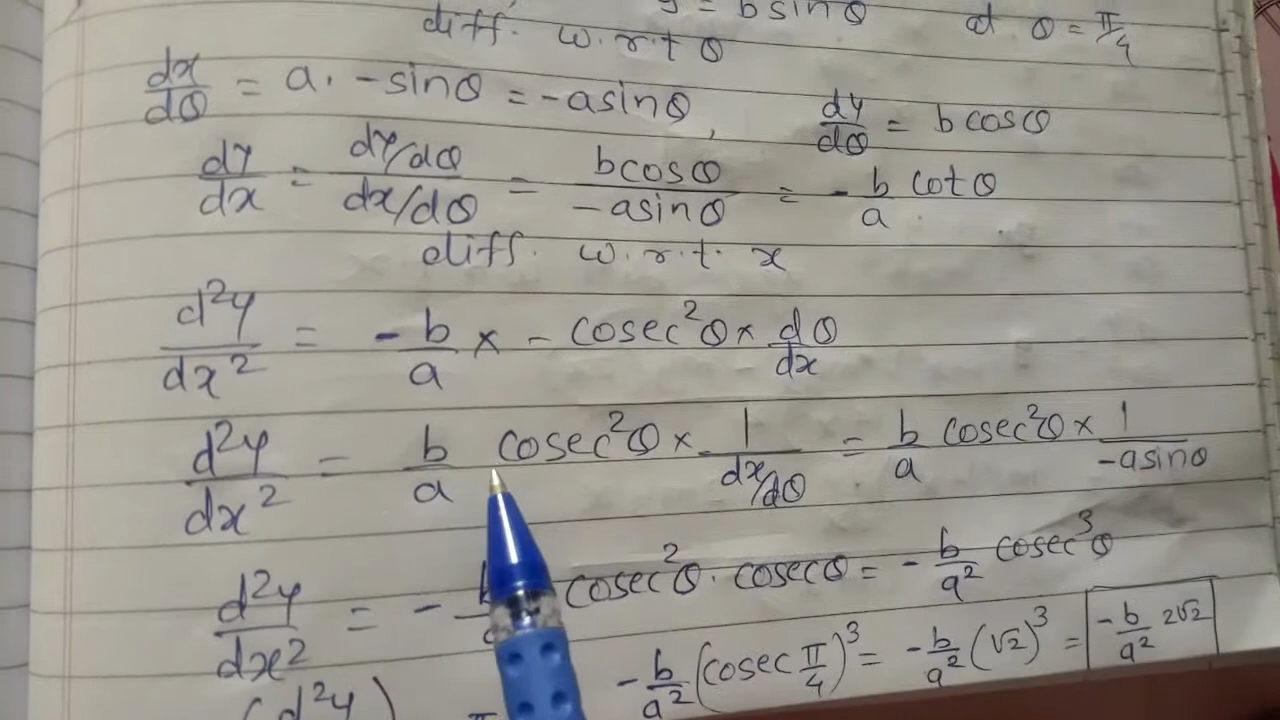 y = b sinθ at θ = π/4
diff. w.r.t θ
dx/dθ = a. -sinθ = -asinθ, dy/dθ = b cosθ
dy/dx = dy/dθ / dx/dθ = bcosθ / -asinθ = -b/a cotθ
diff. w.r.t. x
d²y/dx² = -b/a × - cosec²θ × dθ/dx
d²y/dx² = b/a cosec²θ × 1/dx/dθ = b/a cosec²θ × 1/-asinθ
d²y/dx² = - cosec²θ. cosecθ = -b/a² cosec³θ
(d²y) -b/a² (cosec π/4)³ = -b/a² (√2)³ = -b/a² 2√2